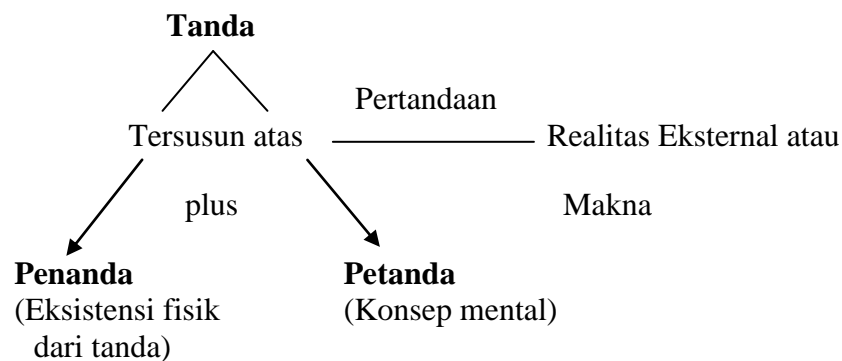 Tanda
Pertandaan
Tersusun atas Realitas Eksternal atau
plus Makna
Penanda Petanda
(Eksistensi fisik (Konsep mental)
dari tanda)